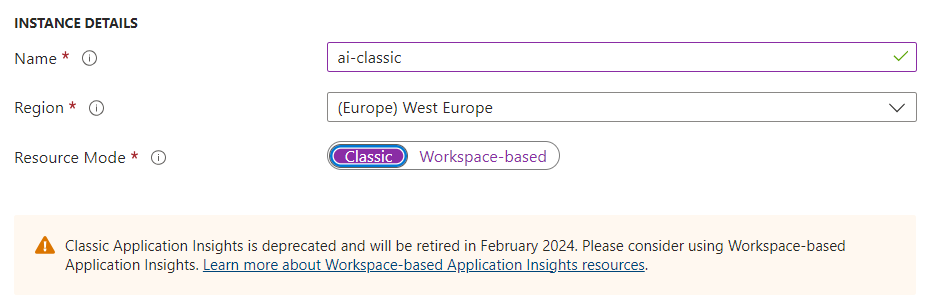 INSTANCE DETAILS
Name * ai-classic
Region * (Europe) West Europe
Resource Mode * Classic Workspace-based
Classic Application Insights is deprecated and will be retired in February 2024. Please consider using Workspace-based
Application Insights. Learn more about Workspace-based Application Insights resources.